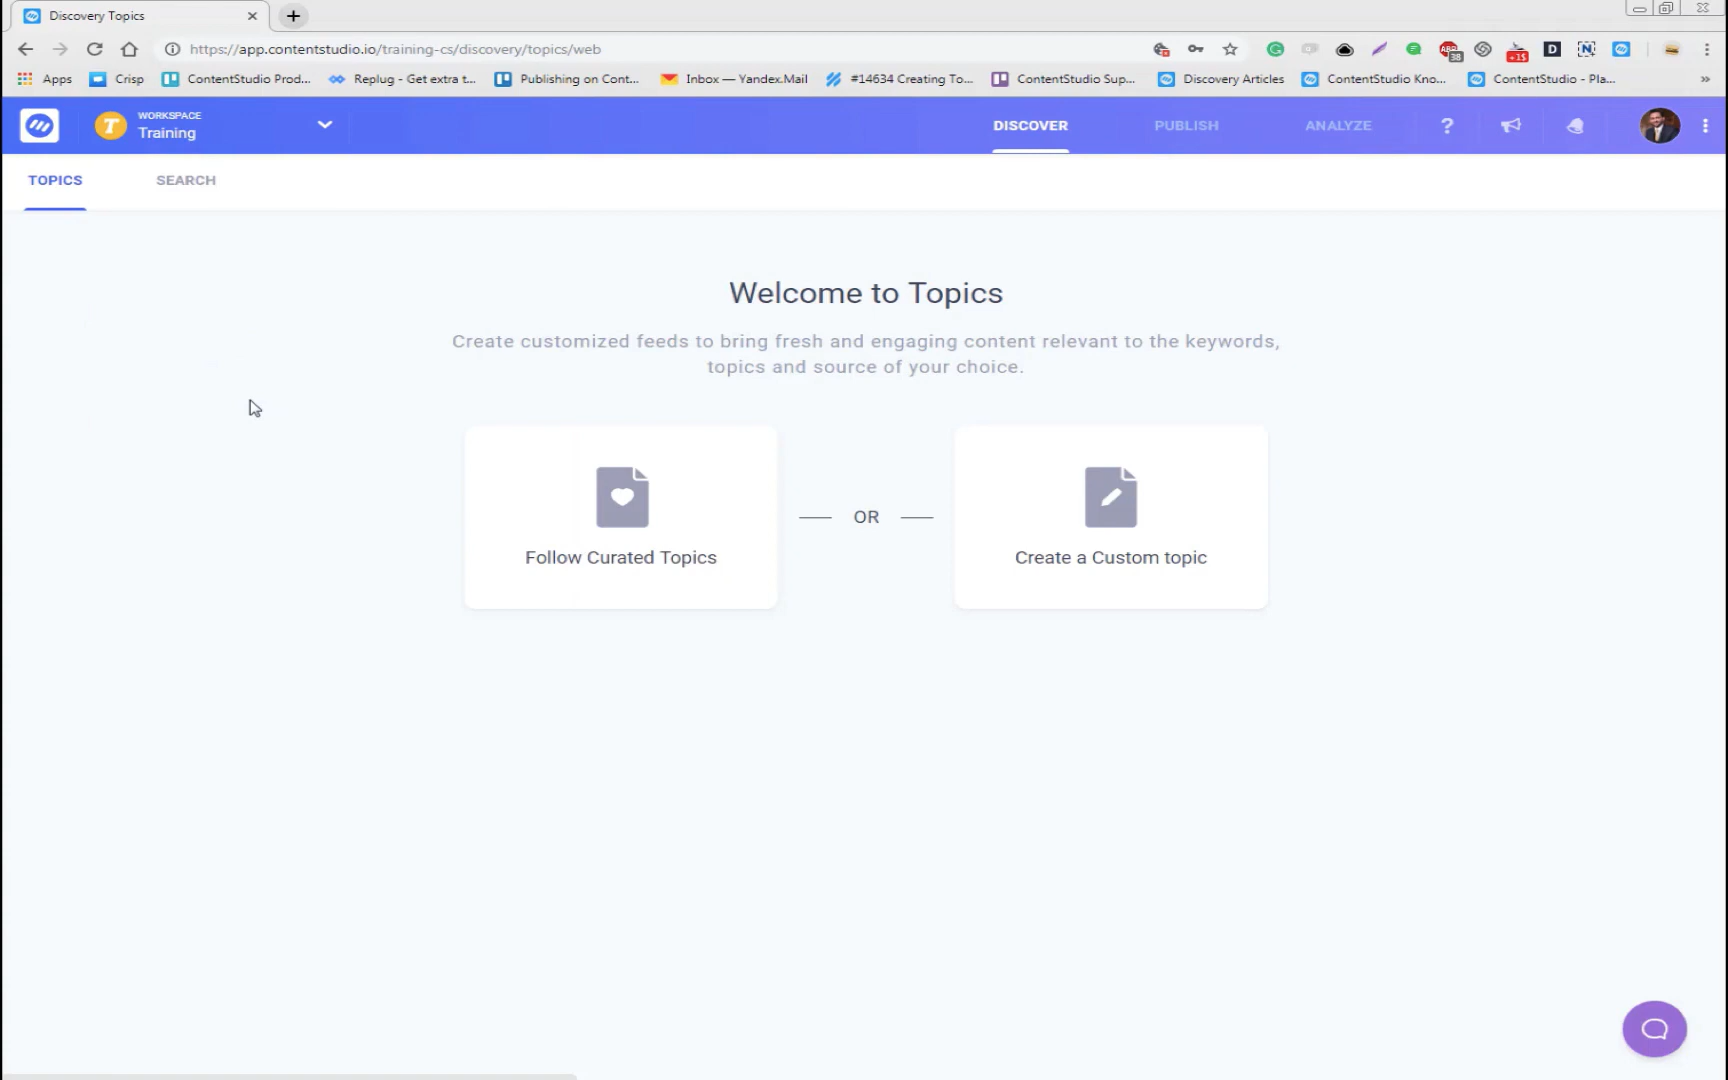 Discovery Topics
https://app.contentstudio.io/training-cs/discovery/topics/web
ABP
38
+1$
D
N
Apps
Crisp
ContentStudio Prod...
Replug - Get extra t...
Publishing on Cont...
Inbox — Yandex.Mail
#14634 Creating To...
ContentStudio Sup...
Discovery Articles
ContentStudio Kno...
ContentStudio - Pla...
»
T
WORKSPACE
Training
DISCOVER
PUBLISH
ANALYZE
?
TOPICS
SEARCH
Welcome to Topics
Create customized feeds to bring fresh and engaging content relevant to the keywords,
topics and source of your choice.
Follow Curated Topics
OR
Create a Custom topic